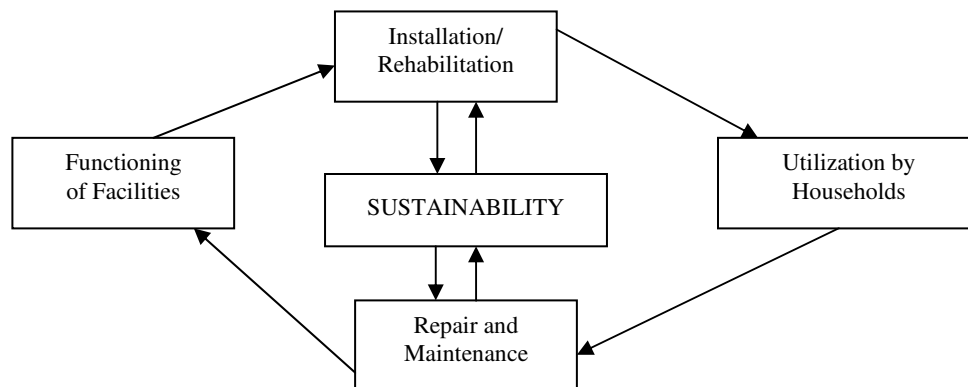 Installation/
Rehabilitation
Functioning
of Facilities
Utilization by
Households
SUSTAINABILITY
Repair and
Maintenance